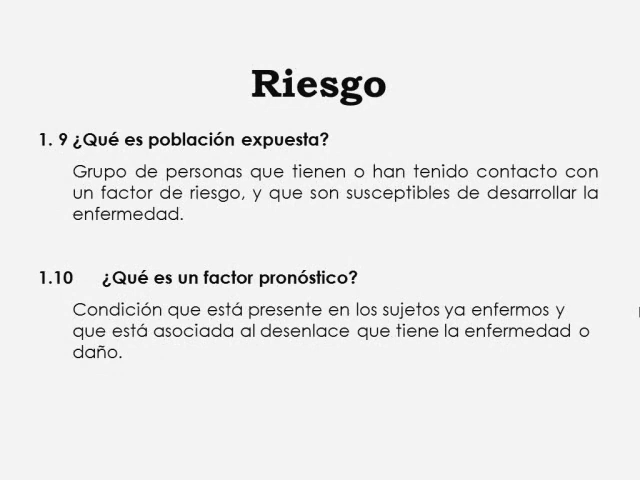 Riesgo
1. 9 ¿Qué es población expuesta?
Grupo de personas que tienen o han tenido contacto con
un factor de riesgo, y que son susceptibles de desarrollar la
enfermedad.
1.10 ¿Qué es un factor pronóstico?
Condición que está presente en los sujetos ya enfermos y
que está asociada al desenlace que tiene la enfermedad o
daño.